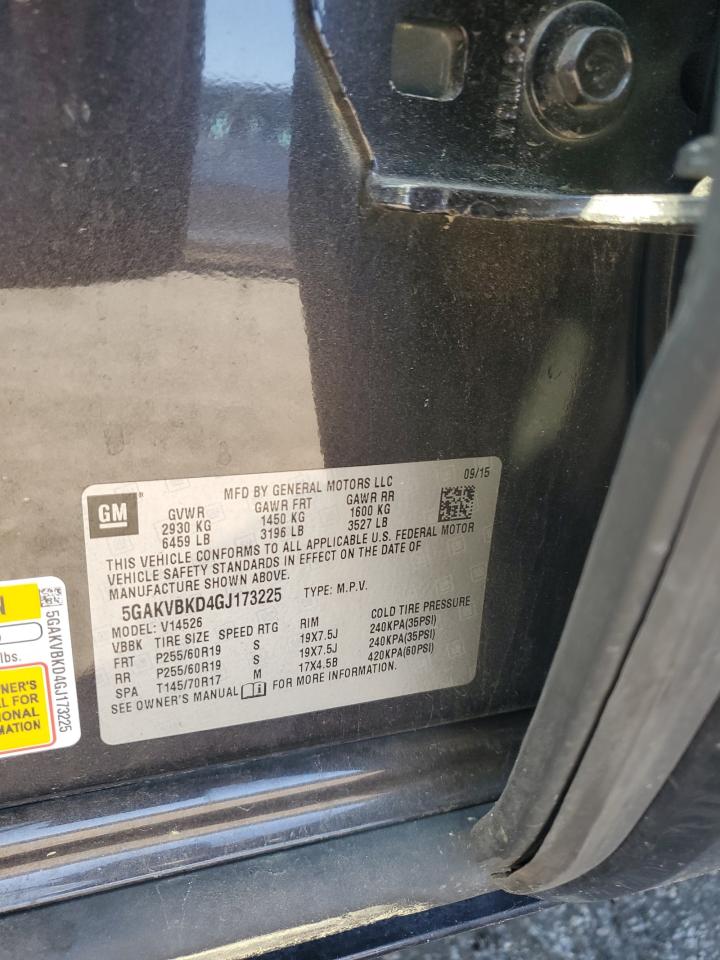 GM
MFD BY GENERAL MOTORS LLC 09/15
GVWR GAWR FRT GAWR RR
2930 KG 1450 KG 1600 KG
6459 LB 3196 LB 3527 LB
THIS VEHICLE CONFORMS TO ALL APPLICABLE U.S. FEDERAL MOTOR
VEHICLE SAFETY STANDARDS IN EFFECT ON THE DATE OF
MANUFACTURE SHOWN ABOVE.
5GAKVBKD4GJ173225 TYPE: M.P.V.
MODEL: V14526
VBBK TIRE SIZE SPEED RTG RIM COLD TIRE PRESSURE
FRT P255/60R19 S 19X7.5J 240KPA(35PSI)
RR P255/60R19 S 19X7.5J 240KPA(35PSI)
SPA T145/70R17 M 17X4.5B 420KPA(60PSI)
SEE OWNER'S MANUAL FOR MORE INFORMATION.
N
lbs.
NER'S
L FOR
IONAL
MATION
5GAKVBKD4GJ173225